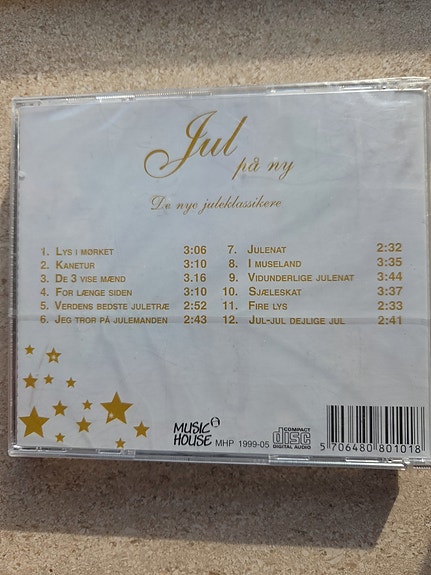 Jul
på ny
De nye juleklassikere
1. Lys i mørket 3:06
2. Kanetur 3:10
3. De 3 vise mænd 3.16
4. For længe siden 3:10
5. Verdens bedste juletræ 2:52
6. Jeg tror på julemanden 2:43
7. Julenat 2:32
8. I museland 3:35
9. Vidunderlige julenat 3:44
10. Sjæleskat 3:37
11. Fire lys 2:33
12. Jul-jul dejlige jul 2:41
MUSIC HOUSE
MHP 1999-05
COMPACT
disc
DIGITAL AUDIO
5 706480 801018